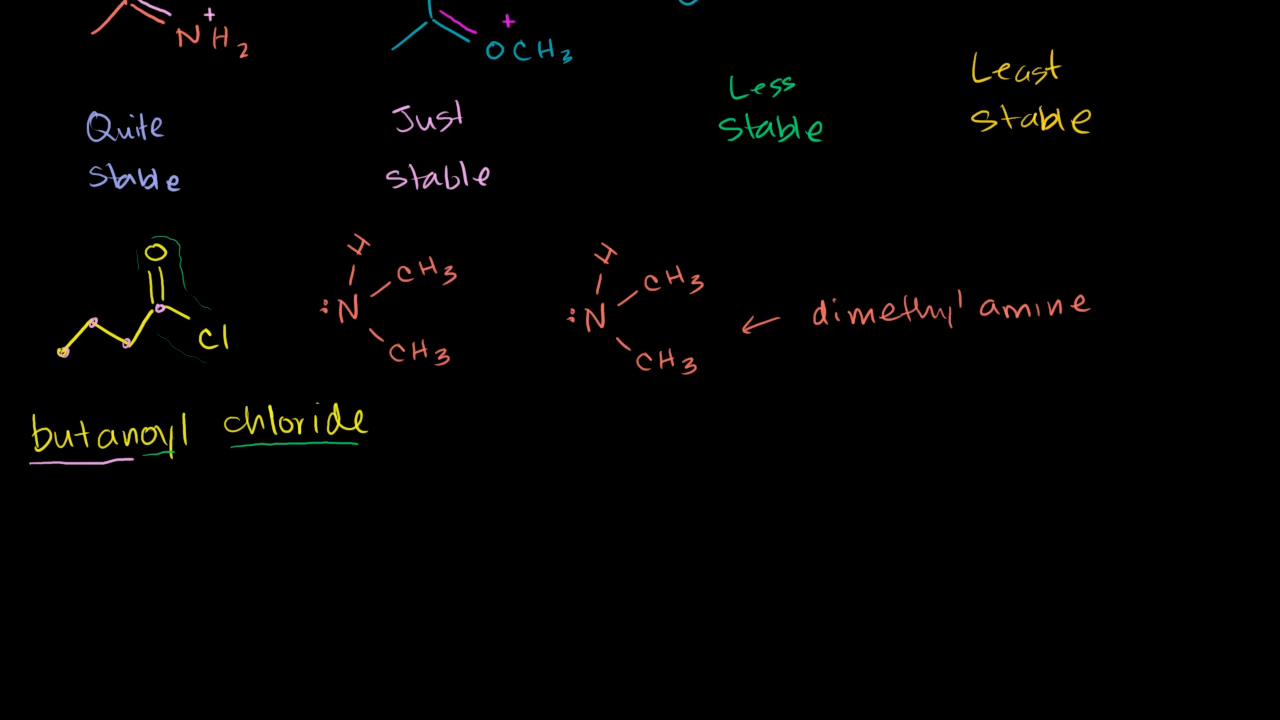 +
NH2
+
OCH3
Quite
stable
Just
stable
Less
stable
Least
stable
O
Cl
H
:N
CH3
CH3
H
:N
CH3
CH3
← dimethyl amine
butanoyl chloride